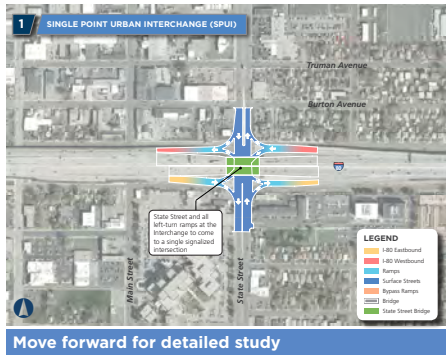 1 SINGLE POINT URBAN INTERCHANGE (SPUI)
Truman Avenue
Burton Avenue
80
State Street and all
left-turn ramps at the
Interchange to come
to a single signalized
intersection
Main Street
State Street
LEGEND
I-80 Eastbound
I-80 Westbound
Ramps
Surface Streets
Bypass Ramps
Bridge
State Street Bridge
Move forward for detailed study